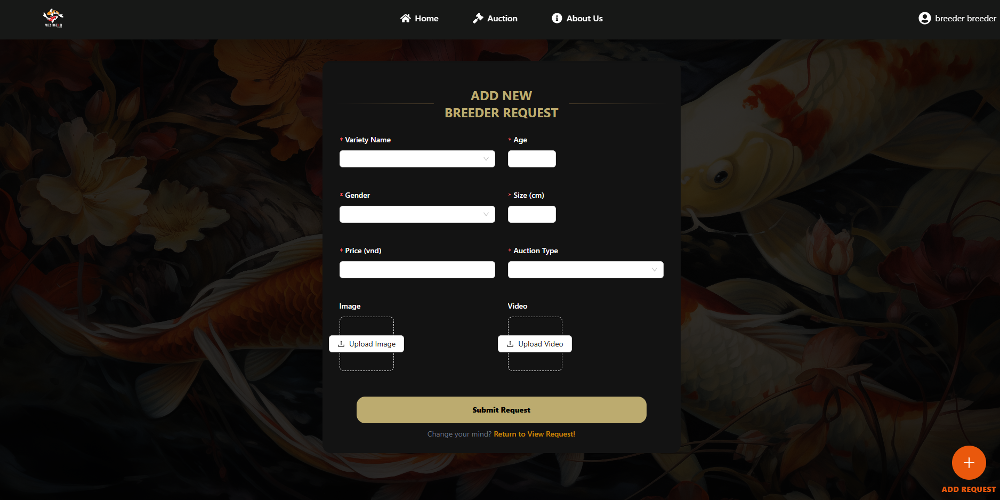 PRESTIGE
Home
Auction
About Us
breeder breeder
ADD NEW
BREEDER REQUEST
* Variety Name
* Age
* Gender
* Size (cm)
* Price (vnd)
* Auction Type
Image
Video
Upload Image
Upload Video
Submit Request
Change your mind? Return to View Request!
ADD REQUEST